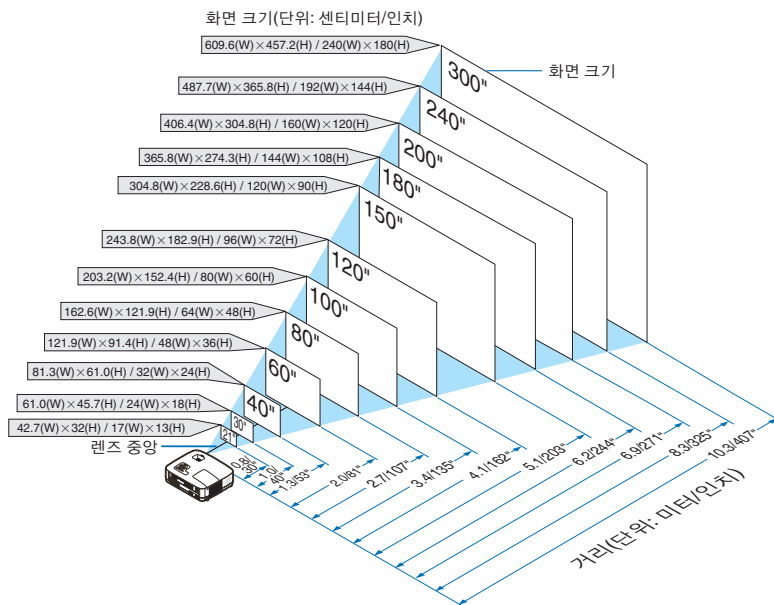 화면 크기(단위: 센티미터/인치)
609.6(W)×457.2(H) / 240(W)×180(H)
화면 크기
300"
487.7(W)×365.8(H) / 192(W)×144(H)
240"
406.4(W)×304.8(H) / 160(W)×120(H)
200"
365.8(W)×274.3(H) / 144(W)×108(H)
180"
304.8(W)×228.6(H) / 120(W)×90(H)
150"
243.8(W)×182.9(H) / 96(W)×72(H)
120"
203.2(W)×152.4(H) / 80(W)×60(H)
100"
162.6(W)×121.9(H) / 64(W)×48(H)
80"
121.9(W)×91.4(H) / 48(W)×36(H)
60"
81.3(W)×61.0(H) / 32(W)×24(H)
40"
61.0(W)×45.7(H) / 24(W)×18(H)
30"
42.7(W)×32(H) / 17(W)×13(H)
21"
렌즈 중앙
0.8/
30"
1.0/
40"
1.3/53"
2.0/81"
2.7/107"
3.4/135"
4.1/162"
5.1/203"
6.2/244"
6.9/271"
8.3/325"
10.3/407"
거리(단위: 미터/인치)